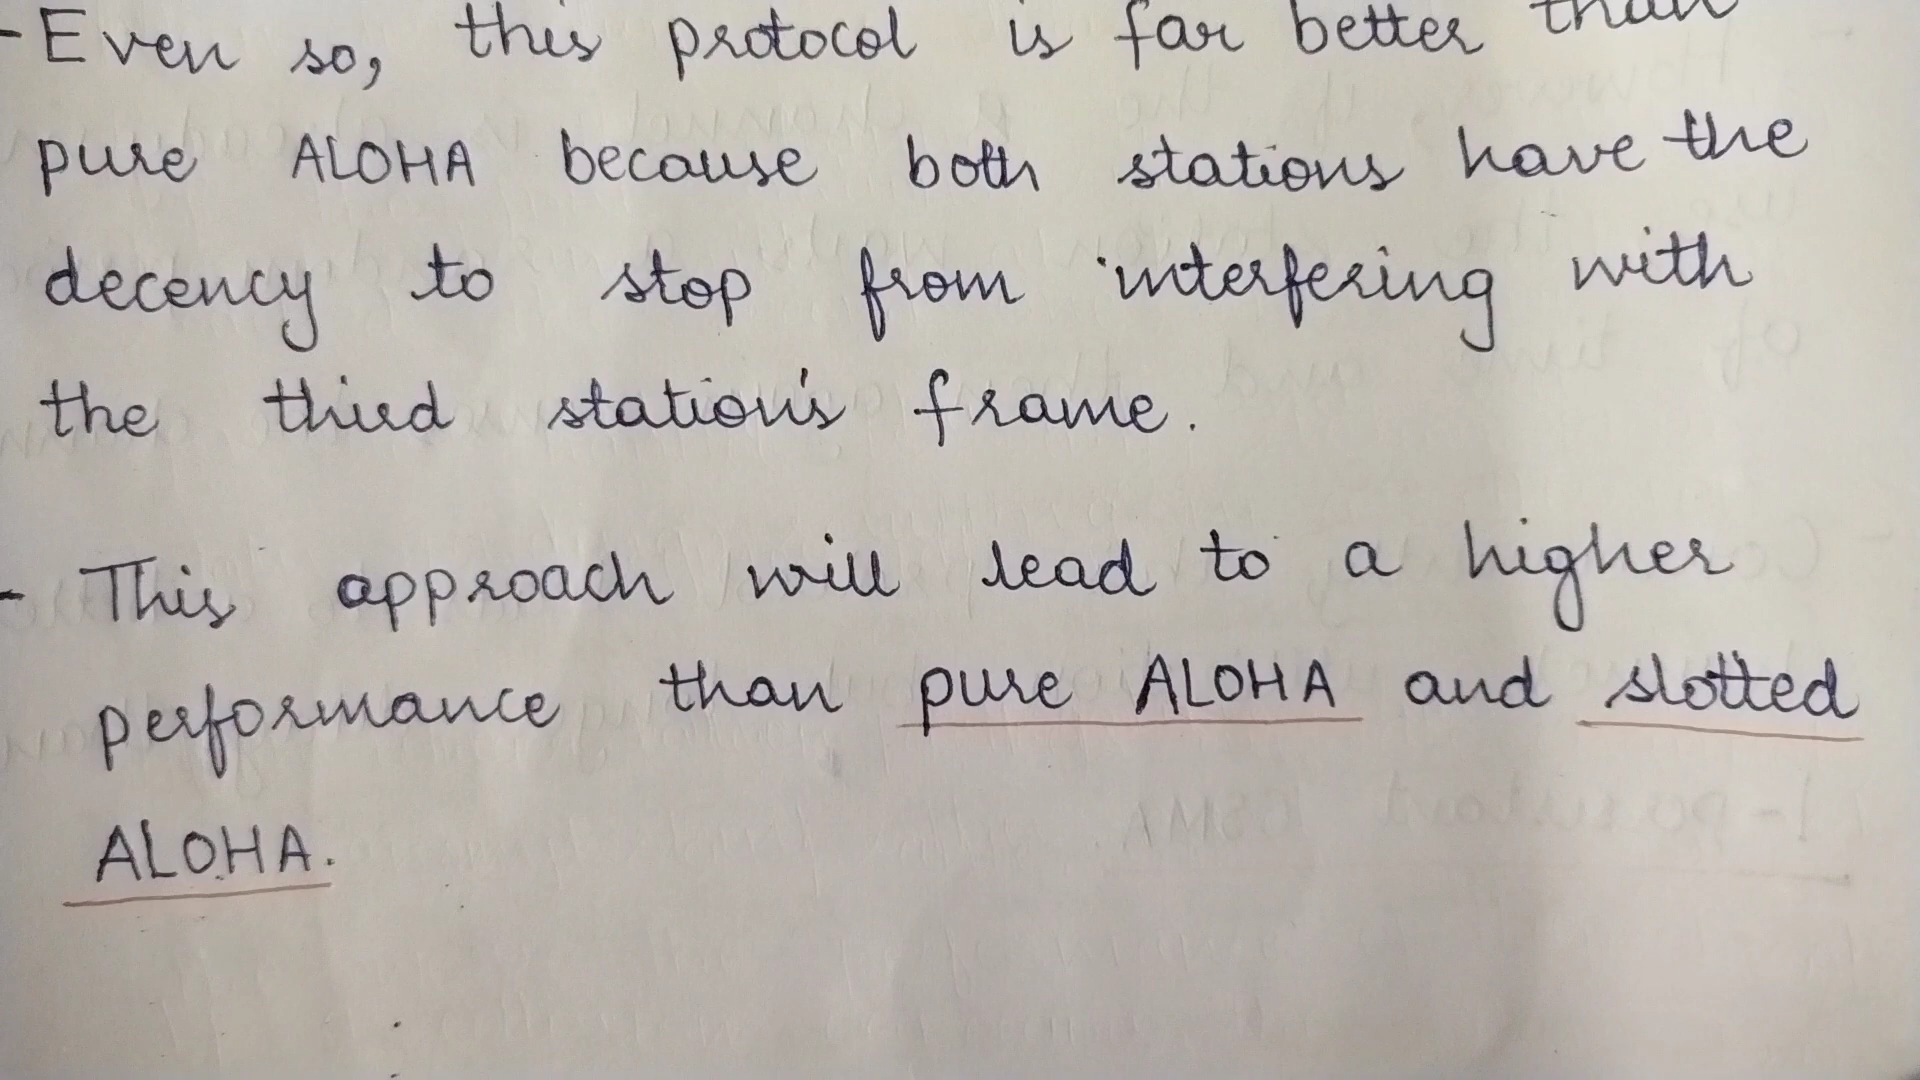 - Even so, this protocol is far better than
pure ALOHA because both stations have the
decency to stop from interfering with
the third station's frame.
- This approach will lead to a higher
performance than pure ALOHA and slotted
ALOHA.